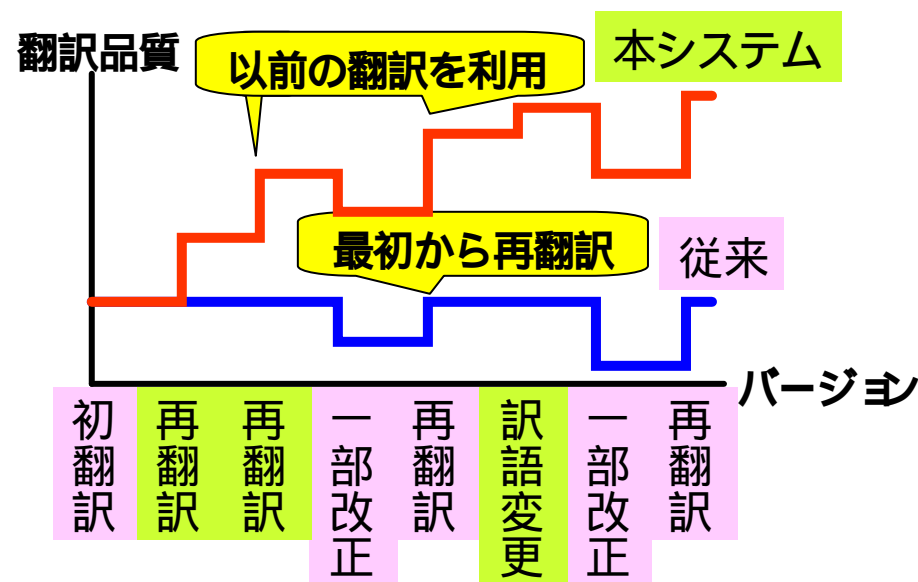 翻訳品質
以前の翻訳を利用
本システム
最初から再翻訳
従来
バージョン
初翻訳
再翻訳
再翻訳
一部改正
再翻訳
訳語変更
一部改正
再翻訳